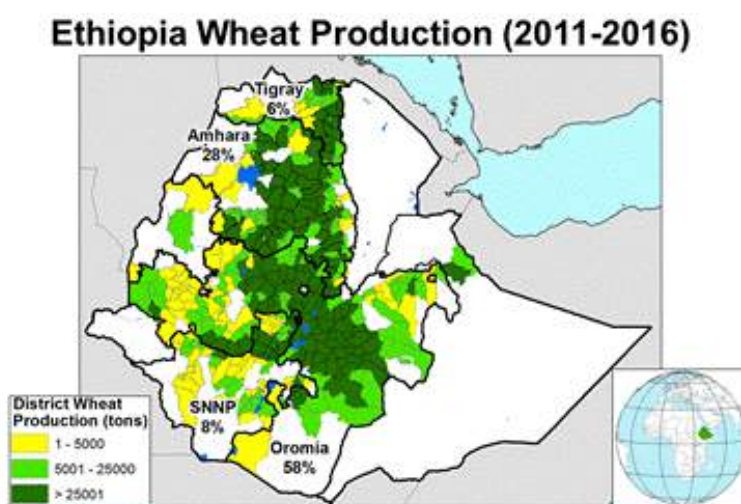 Ethiopia Wheat Production (2011-2016)
Tigray
6%
Amhara
28%
SNNP
8%
Oromia
58%
District Wheat
Production (tons)
1 - 5000
5001 - 25000
> 25001